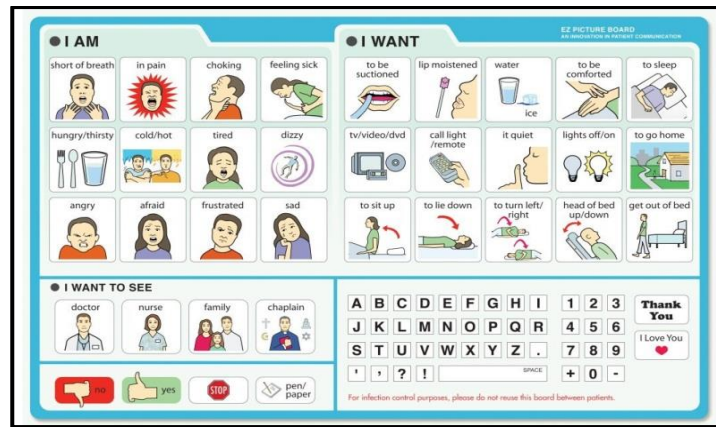 I AM
short of breath
in pain
choking
feeling sick
hungry/thirsty
cold/hot
tired
dizzy
angry
afraid
frustrated
sad
I WANT
EZ PICTURE BOARD
AN INNOVATION IN PATIENT COMMUNICATION
to be
suctioned
lip moistened
water
ice
to be
comforted
to sleep
tv/video/dvd
call light
/remote
it quiet
lights off/on
to go home
to sit up
to lie down
to turn left/
right
head of bed
up/down
get out of bed
I WANT TO SEE
doctor
nurse
family
chaplain
no
yes
STOP
pen/
paper
A B C D E F G H I
J K L M N O P Q R
S T U V W X Y Z .
' , ? ! SPACE
1 2 3
4 5 6
7 8 9
+ 0 -
Thank
You
I Love You
For infection control purposes, please do not reuse this board between patients.